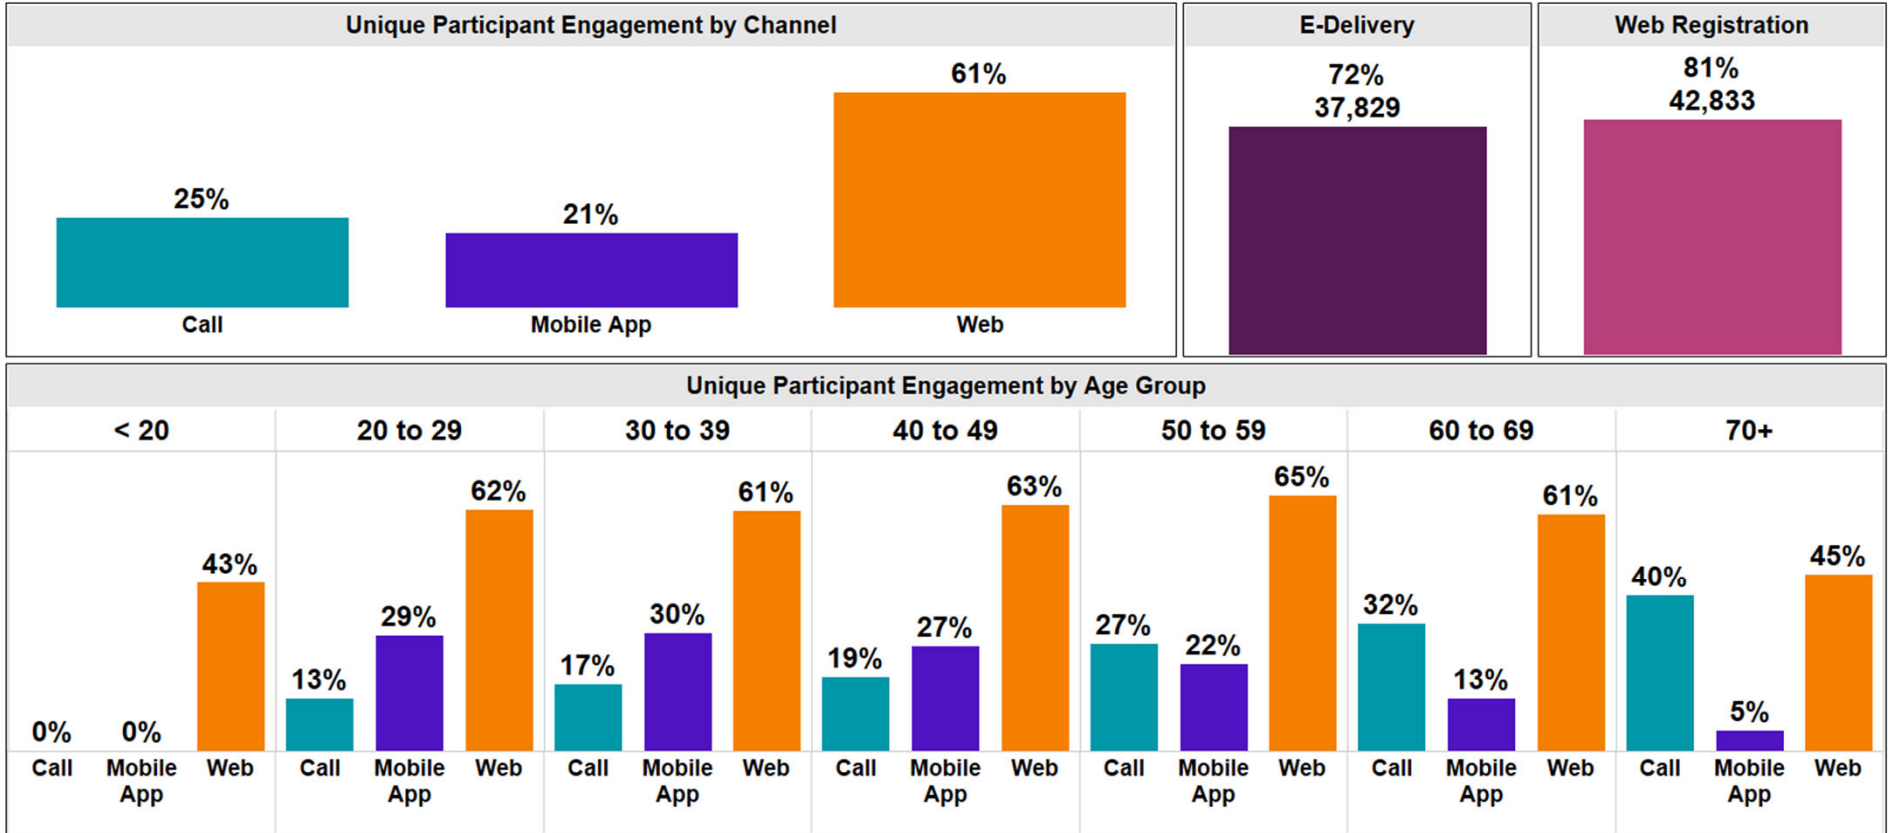 Unique Participant Engagement by Channel
E-Delivery
Web Registration
61%
72%
37,829
81%
42,833
25%
21%
Call
Mobile App
Web
Unique Participant Engagement by Age Group
< 20
20 to 29
30 to 39
40 to 49
50 to 59
60 to 69
70+
0%
0%
43%
13%
29%
62%
17%
30%
61%
19%
27%
63%
27%
22%
65%
32%
13%
61%
40%
5%
45%
Call
Mobile
App
Web
Call
Mobile
App
Web
Call
Mobile
App
Web
Call
Mobile
App
Web
Call
Mobile
App
Web
Call
Mobile
App
Web
Call
Mobile
App
Web